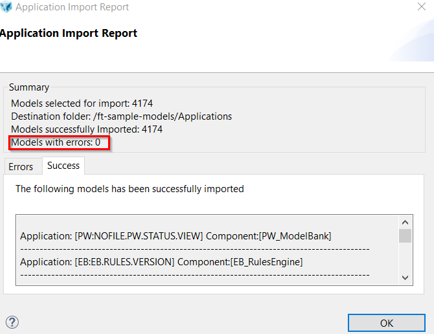 Application Import Report
Application Import Report
Summary
Models selected for import: 4174
Destination folder: /ft-sample-models/Applications
Models successfully Imported: 4174
Models with errors: 0
Errors Success
The following models has been successfully imported
Application: [PW:NOFILE.PW.STATUS.VIEW] Component:[PW_ModelBank]
Application: [EB:EB.RULES.VERSION] Component:[EB_RulesEngine]
OK